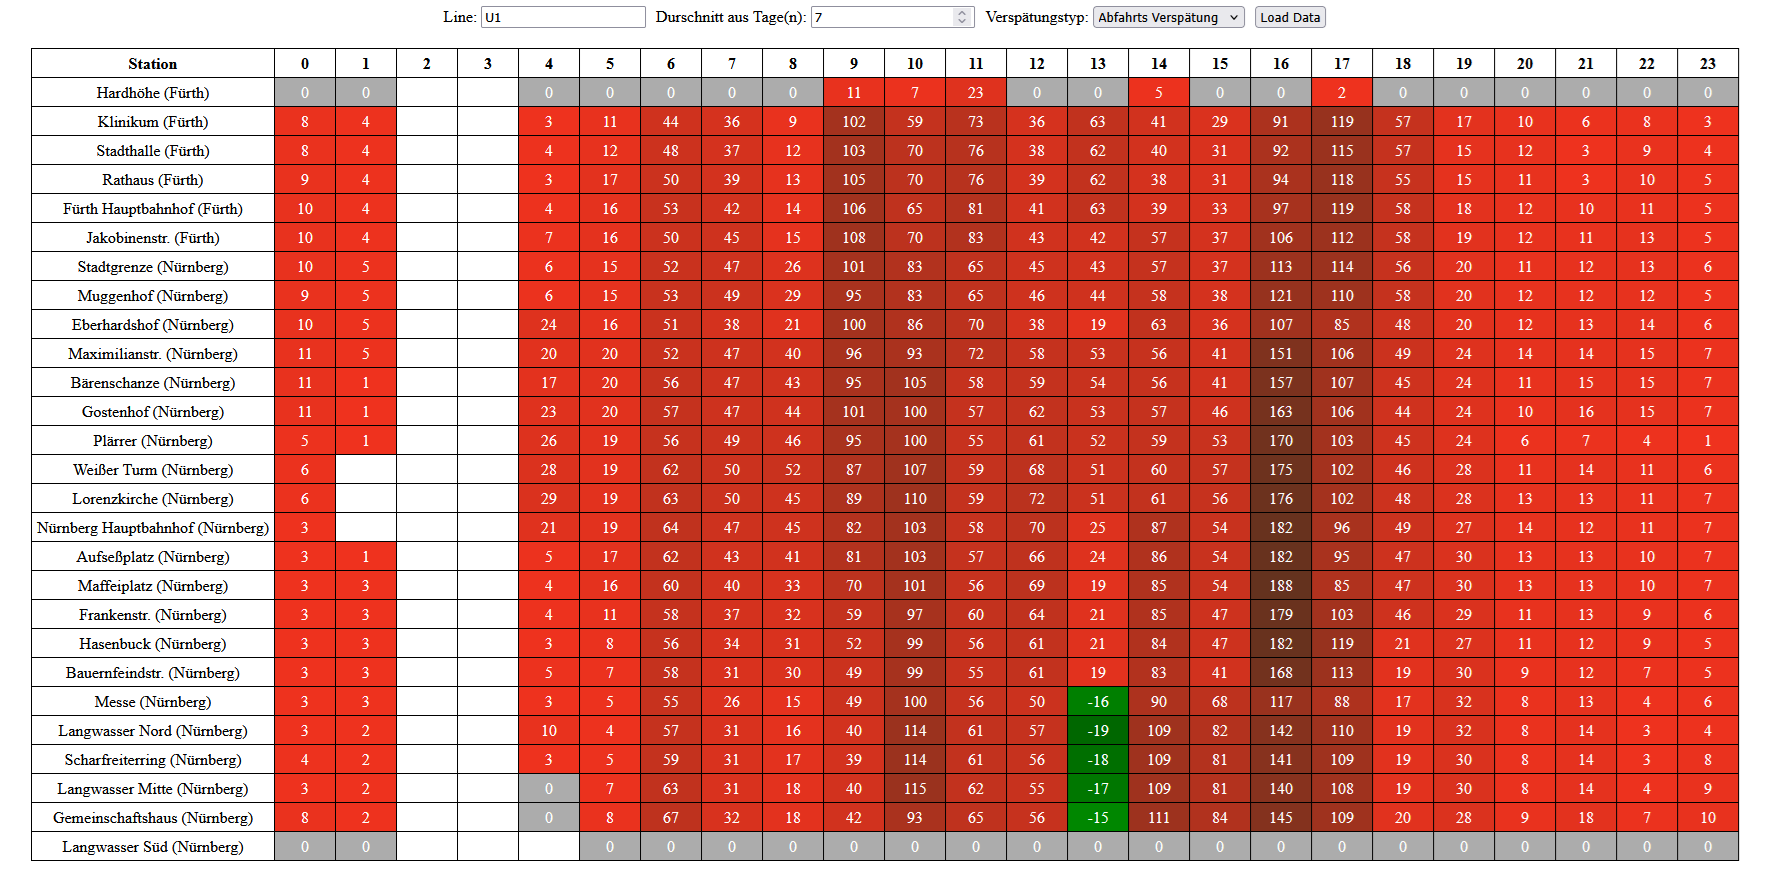 Line: U1 Durschnitt aus Tage(n): 7 Verspätungstyp: Abfahrts Verspätung Load Data
Station 0 1 2 3 4 5 6 7 8 9 10 11 12 13 14 15 16 17 18 19 20 21 22 23
Hardhöhe (Fürth) 0 0 0 0 0 0 0 11 7 23 0 0 5 0 0 2 0 0 0 0 0 0
Klinikum (Fürth) 8 4 3 11 44 36 9 102 59 73 36 63 41 29 91 119 57 17 10 6 8 3
Stadthalle (Fürth) 8 4 4 12 48 37 12 103 70 76 38 62 40 31 92 115 57 15 12 3 9 4
Rathaus (Fürth) 9 4 3 17 50 39 13 105 70 76 39 62 38 31 94 118 55 15 11 3 10 5
Fürth Hauptbahnhof (Fürth) 10 4 4 16 53 42 14 106 65 81 41 63 39 33 97 119 58 18 12 10 11 5
Jakobinenstr. (Fürth) 10 4 7 16 50 45 15 108 70 83 43 42 57 37 106 112 58 19 12 11 13 5
Stadtgrenze (Nürnberg) 10 5 6 15 52 47 26 101 83 65 45 43 57 37 113 114 56 20 11 12 13 6
Muggenhof (Nürnberg) 9 5 6 15 53 49 29 95 83 65 46 44 58 38 121 110 58 20 12 12 12 5
Eberhardshof (Nürnberg) 10 5 24 16 51 38 21 100 86 70 38 19 63 36 107 85 48 20 12 13 14 6
Maximilianstr. (Nürnberg) 11 5 20 20 52 47 40 96 93 72 58 53 56 41 151 106 49 24 14 14 15 7
Bärenschanze (Nürnberg) 11 1 17 20 56 47 43 95 105 58 59 54 56 41 157 107 45 24 11 15 15 7
Gostenhof (Nürnberg) 11 1 23 20 57 47 44 101 100 57 62 53 57 46 163 106 44 24 10 16 15 7
Plärrer (Nürnberg) 5 1 26 19 56 49 46 95 100 55 61 52 59 53 170 103 45 24 6 7 4 1
Weißer Turm (Nürnberg) 6 28 19 62 50 52 87 107 59 68 51 60 57 175 102 46 28 11 14 11 6
Lorenzkirche (Nürnberg) 6 29 19 63 50 45 89 110 59 72 51 61 56 176 102 48 28 13 13 11 7
Nürnberg Hauptbahnhof (Nürnberg) 3 21 19 64 47 45 82 103 58 70 25 87 54 182 96 49 27 14 12 11 7
Aufseßplatz (Nürnberg) 3 1 5 17 62 43 41 81 103 57 66 24 86 54 182 95 47 30 13 13 10 7
Maffeiplatz (Nürnberg) 3 3 4 16 60 40 33 70 101 56 69 19 85 54 188 85 47 30 13 13 10 7
Frankenstr. (Nürnberg) 3 3 4 11 58 37 32 59 97 60 64 21 85 47 179 103 46 29 11 13 9 6
Hasenbuck (Nürnberg) 3 3 3 8 56 34 31 52 99 56 61 21 84 47 182 119 21 27 11 12 9 5
Bauernfeindstr. (Nürnberg) 3 3 5 7 58 31 30 49 99 55 61 19 83 41 168 113 19 30 9 12 7 5
Messe (Nürnberg) 3 3 3 5 55 26 15 49 100 56 50 -16 90 68 117 88 17 32 8 13 4 6
Langwasser Nord (Nürnberg) 3 2 10 4 57 31 16 40 114 61 57 -19 109 82 142 110 19 32 8 14 3 4
Scharfreiterring (Nürnberg) 4 2 3 5 59 31 17 39 114 61 56 -18 109 81 141 109 19 30 8 14 3 8
Langwasser Mitte (Nürnberg) 3 2 0 7 63 31 18 40 115 62 55 -17 109 81 140 108 19 30 8 14 4 9
Gemeinschaftshaus (Nürnberg) 8 2 0 8 67 32 18 42 93 65 56 -15 111 84 145 109 20 28 9 18 7 10
Langwasser Süd (Nürnberg) 0 0 0 0 0 0 0 0 0 0 0 0 0 0 0 0 0 0 0 0 0